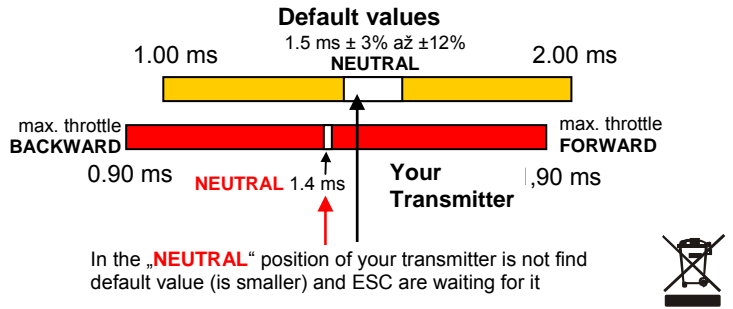 Default values
1.5 ms ± 3% až ±12%
1.00 ms
NEUTRAL
2.00 ms
max. throttle
BACKWARD
max. throttle
FORWARD
0.90 ms
NEUTRAL 1.4 ms
Your
Transmitter
,90 ms
In the „NEUTRAL“ position of your transmitter is not find
default value (is smaller) and ESC are waiting for it